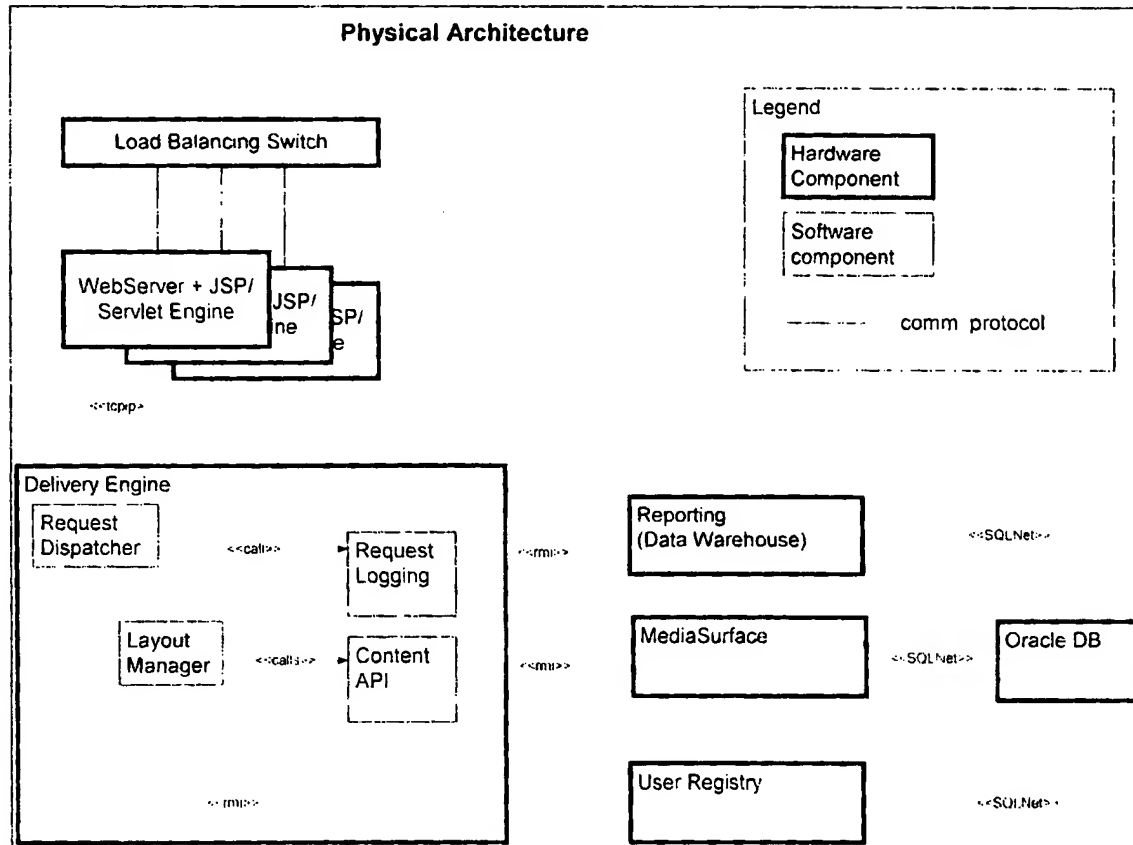 Physical Architecture
Load Balancing Switch
WebServer + JSP/
Servlet Engine
JSP/
ine
SP/
e
<<tcpip>
Legend
Hardware
Component
Software
component
comm protocol
Delivery Engine
Request
Dispatcher
<<call>>
Request
Logging
<<rmi>>
Reporting
(Data Warehouse)
<<SQLNet>>
Layout
Manager
<<calls>>
Content
API
<<rmi>>
MediaSurface
<<SQLNet>>
Oracle DB
<<rmi>>
User Registry
<<SQLNet>>